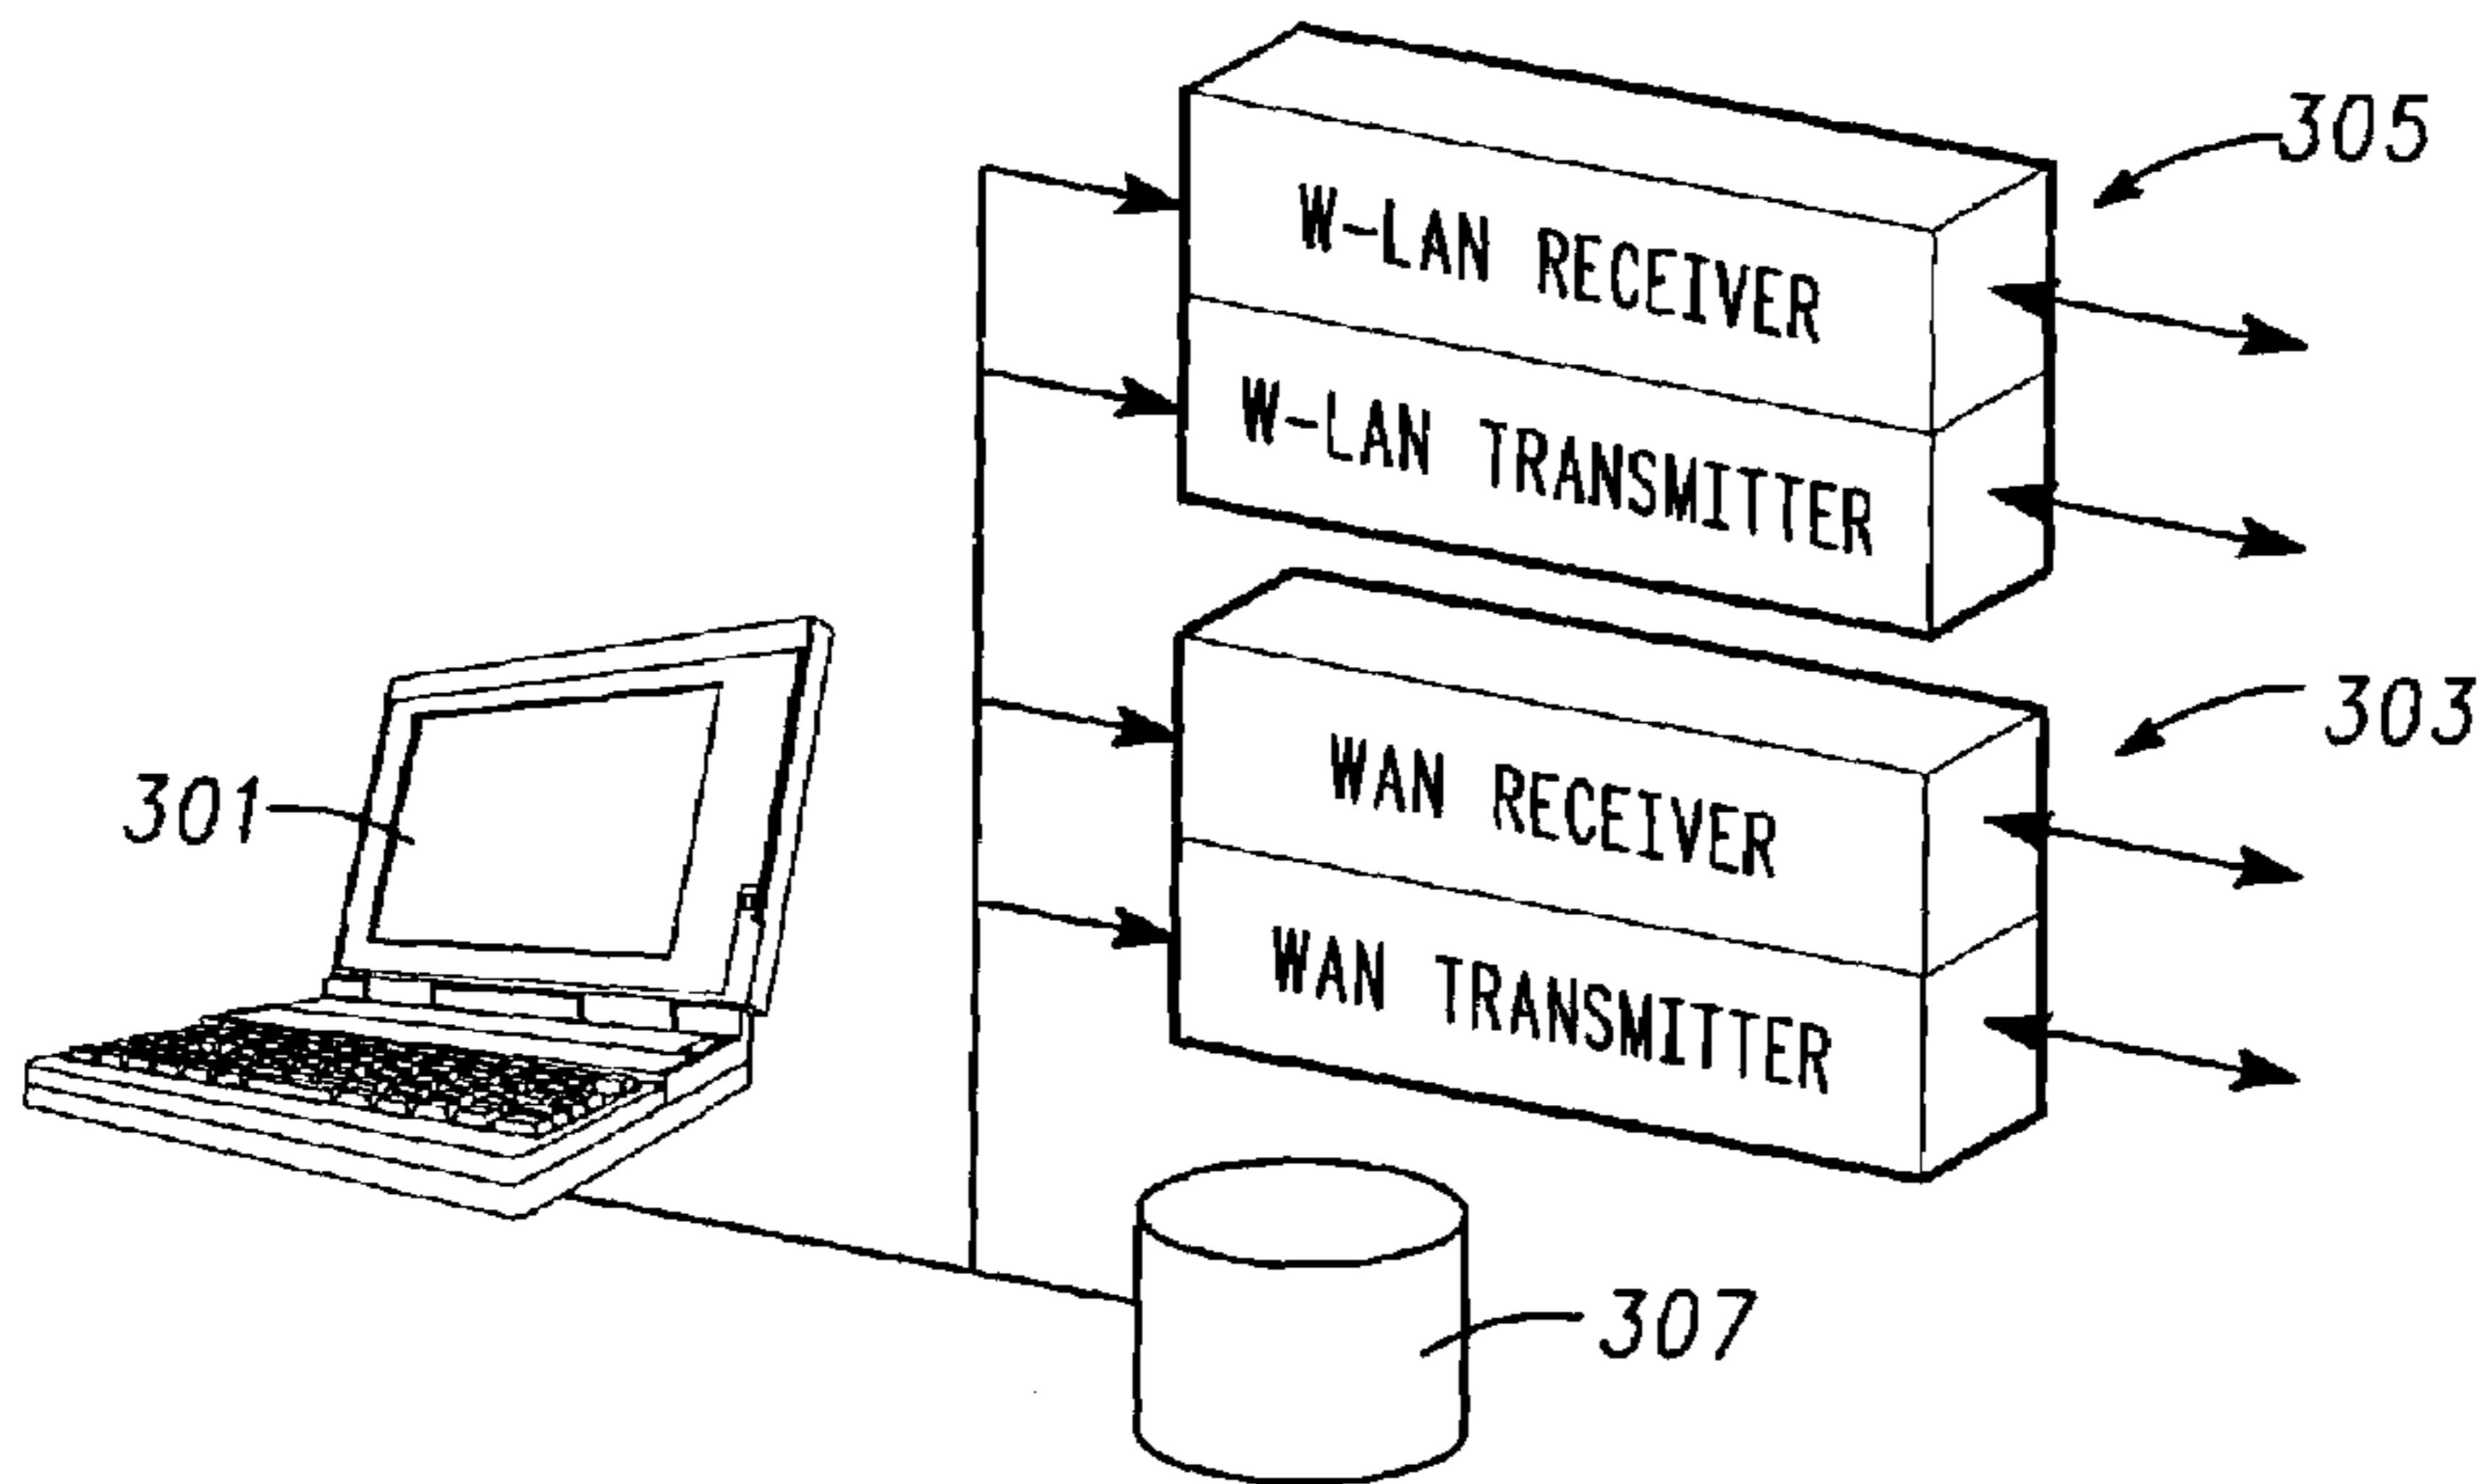 305
W-LAN RECEIVER
W-LAN TRANSMITTER
303
WAN RECEIVER
301
WAN TRANSMITTER
307